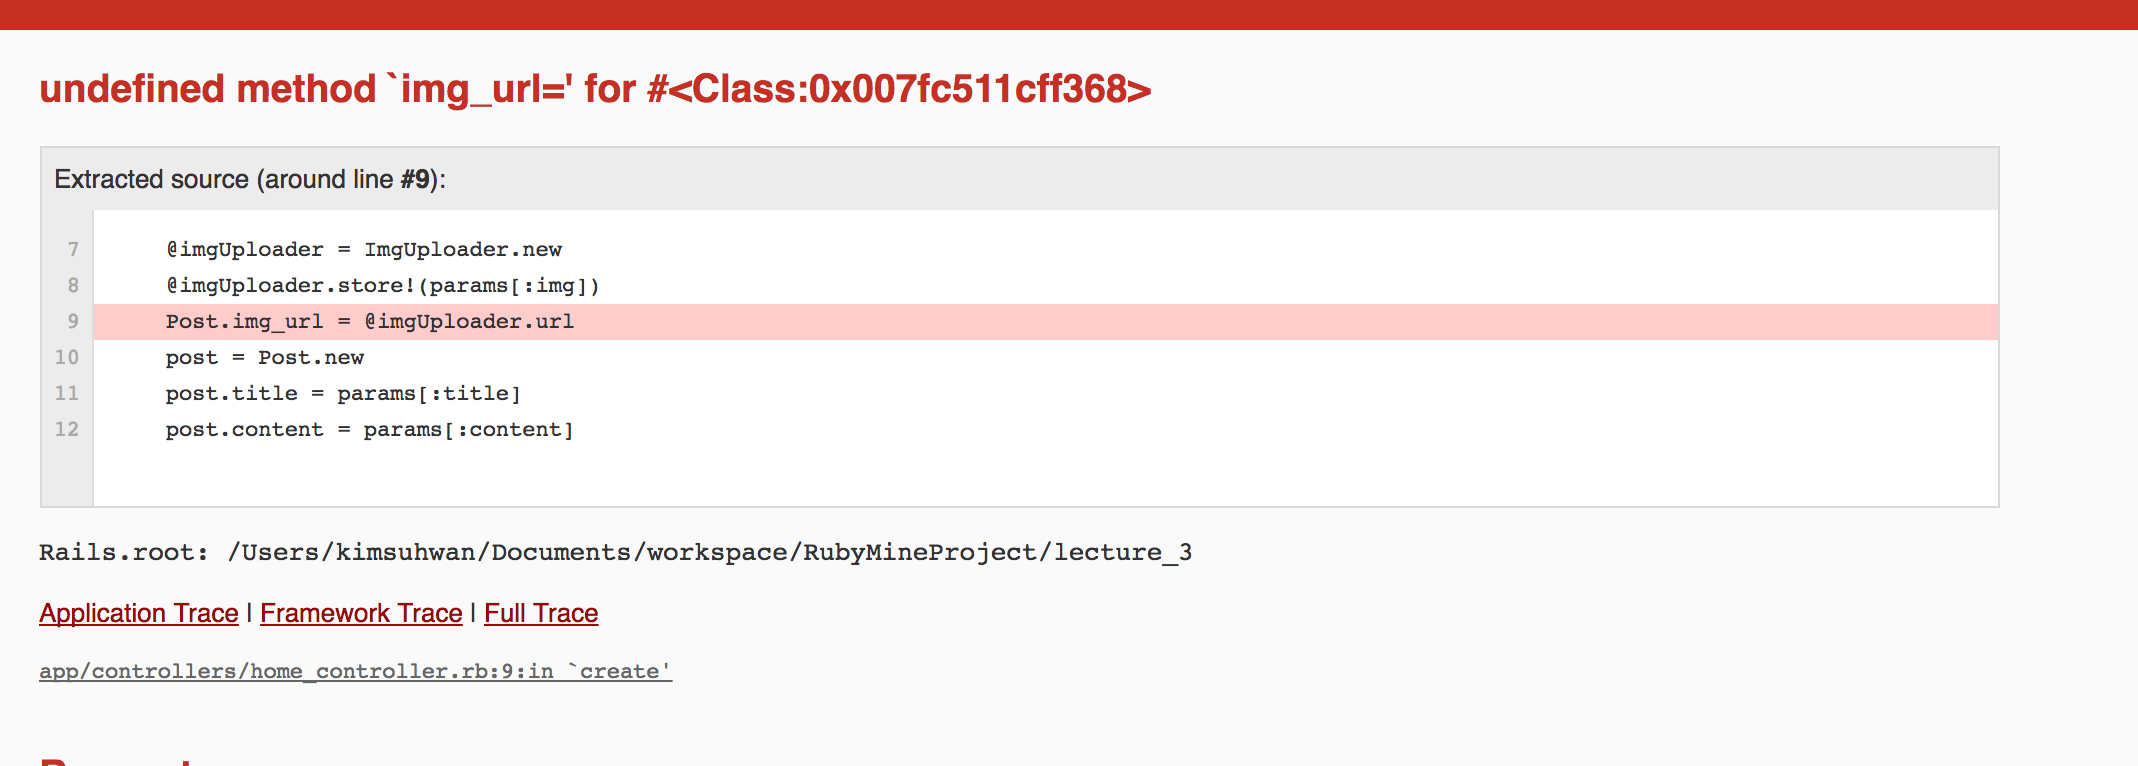 undefined method `img_url=' for #<Class:0x007fc511cff368>
Extracted source (around line #9):
7 @imgUploader = ImgUploader.new
8 @imgUploader.store!(params[:img])
9 Post.img_url = @imgUploader.url
10 post = Post.new
11 post.title = params[:title]
12 post.content = params[:content]
Rails.root: /Users/kimsuhwan/Documents/workspace/RubyMineProject/lecture_3
Application Trace | Framework Trace | Full Trace
app/controllers/home_controller.rb:9:in `create'